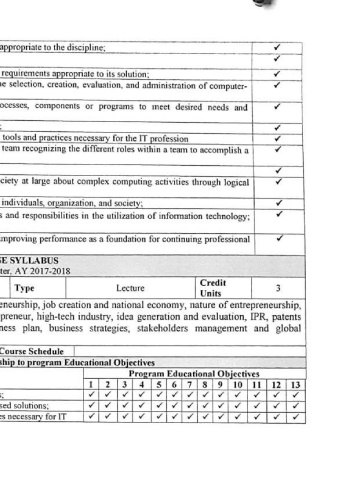 appropriate to the discipline; ✓
✓
requirements appropriate to its solution; ✓
e selection, creation, evaluation, and administration of computer- ✓
ocesses, components or programs to meet desired needs and ✓
; ✓
tools and practices necessary for the IT profession ✓
team recognizing the different roles within a team to accomplish a ✓
✓
ciety at large about complex computing activities through logical ✓
individuals, organization, and society; ✓
s and responsibilities in the utilization of information technology; ✓
mproving performance as a foundation for continuing professional ✓
SE SYLLABUS
ter, AY 2017-2018
Type Lecture Credit Units 3
eneurship, job creation and national economy, nature of entrepreneurship,
preneur, high-tech industry, idea generation and evaluation, IPR, patents
ness plan, business strategies, stakeholders management and global
Course Schedule
ship to program Educational Objectives
Program Educational Objectives
1 2 3 4 5 6 7 8 9 10 11 12 13
s; ✓ ✓ ✓ ✓ ✓ ✓ ✓ ✓ ✓ ✓ ✓ ✓ ✓
sed solutions; ✓ ✓ ✓ ✓ ✓ ✓ ✓ ✓ ✓ ✓ ✓ ✓ ✓
es necessary for IT ✓ ✓ ✓ ✓ ✓ ✓ ✓ ✓ ✓ ✓ ✓ ✓ ✓